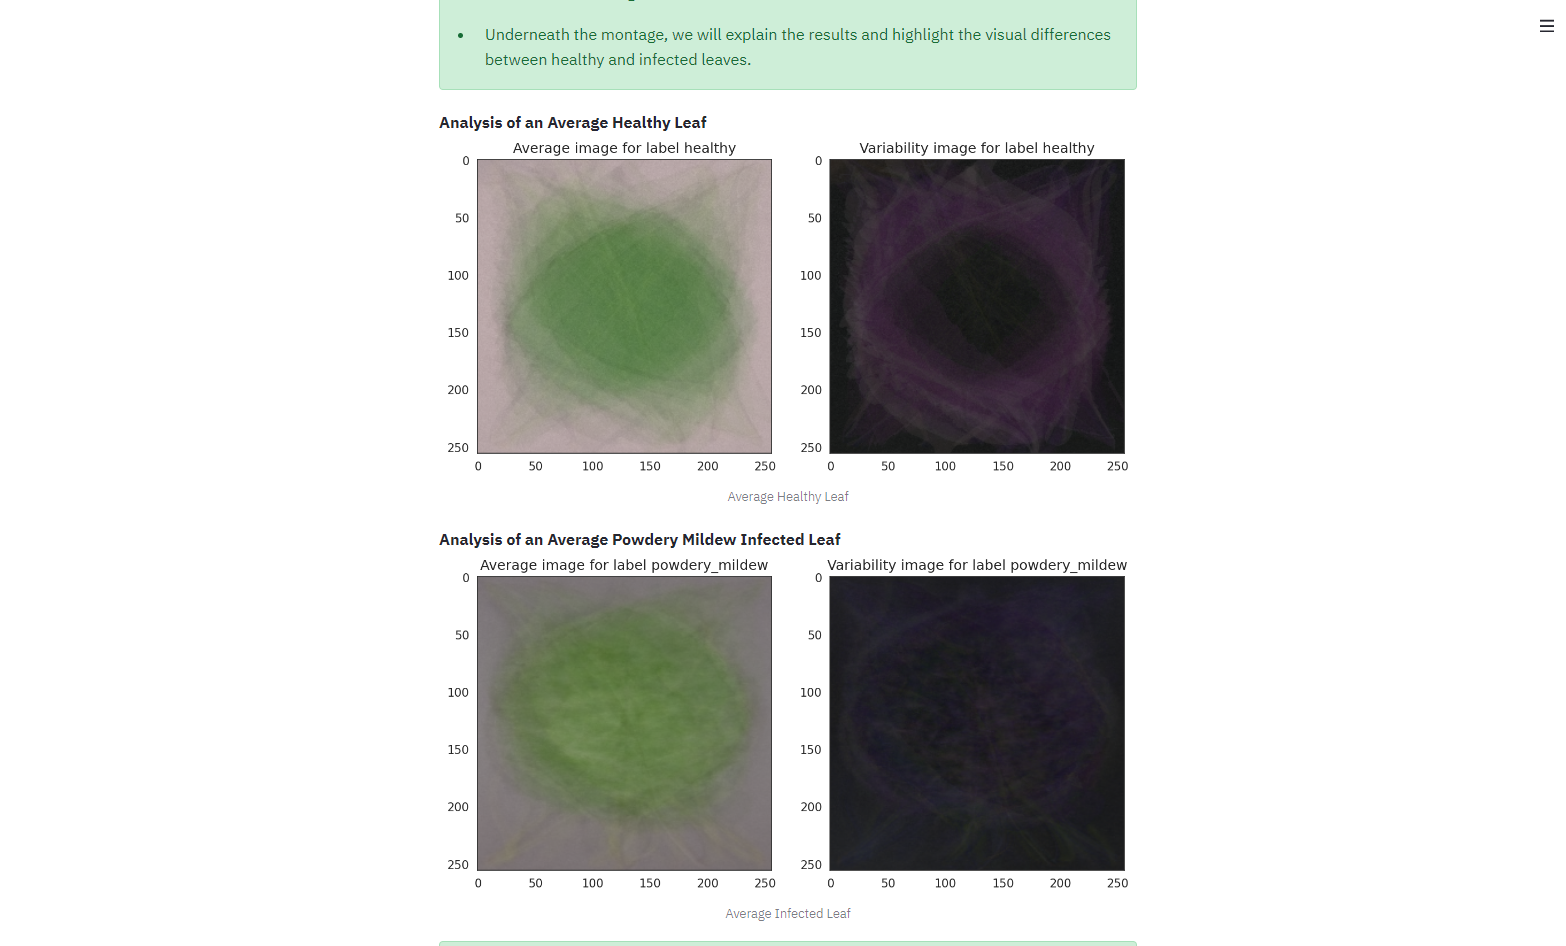 Underneath the montage, we will explain the results and highlight the visual differences
between healthy and infected leaves.
Analysis of an Average Healthy Leaf
Average image for label healthy
0
50
100
150
200
250
0 50 100 150 200 250
Variability image for label healthy
0
50
100
150
200
250
0 50 100 150 200 250
Average Healthy Leaf
Analysis of an Average Powdery Mildew Infected Leaf
Average image for label powdery_mildew
0
50
100
150
200
250
0 50 100 150 200 250
Variability image for label powdery_mildew
0
50
100
150
200
250
0 50 100 150 200 250
Average Infected Leaf